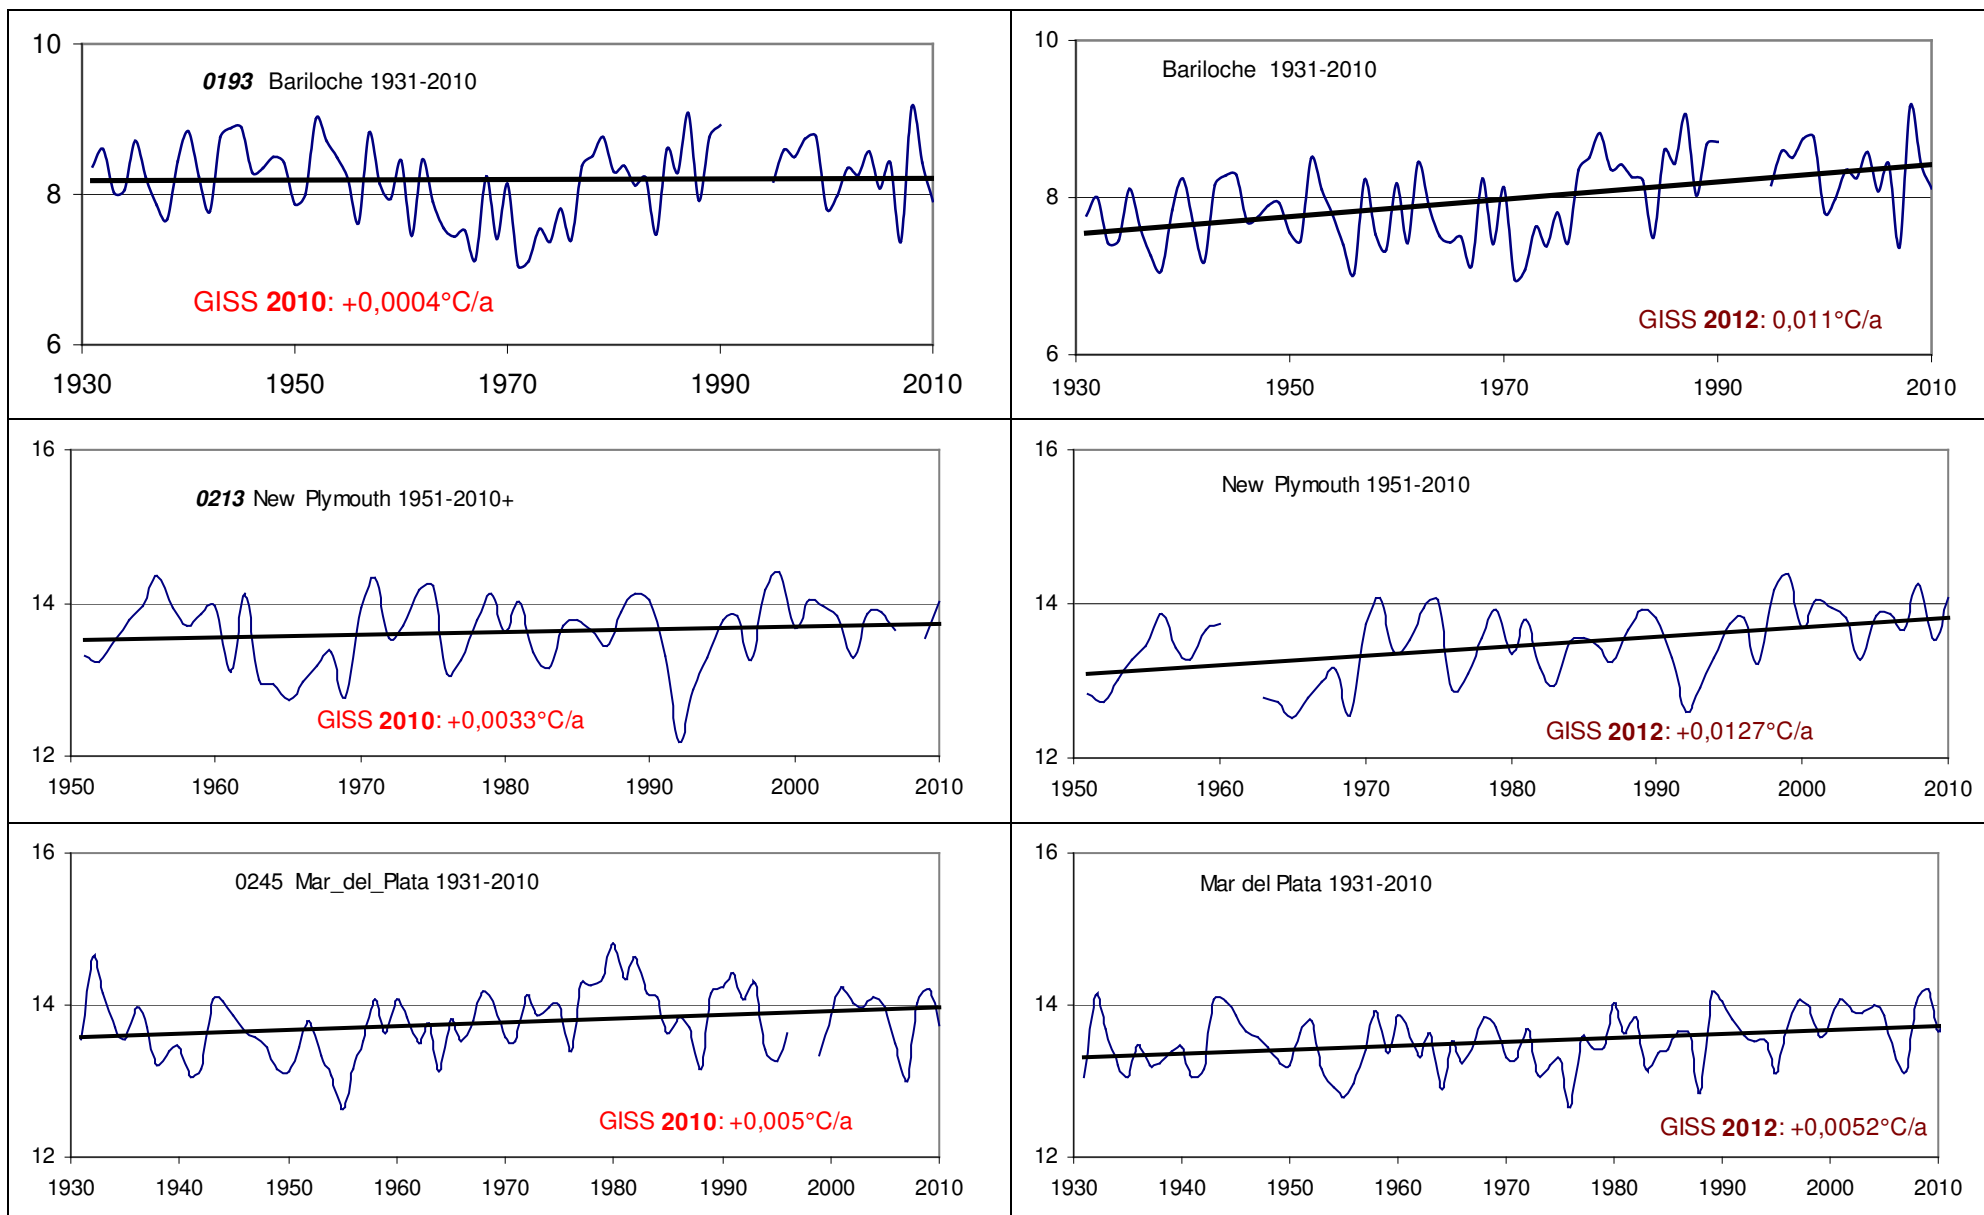 10
0193 Bariloche 1931-2010
8
GISS 2010: +0,0004°C/a
6
1930 1950 1970 1990 2010
10
Bariloche 1931-2010
8
GISS 2012: 0,011°C/a
6
1930 1950 1970 1990 2010
16
0213 New Plymouth 1951-2010+
14
GISS 2010: +0,0033°C/a
12
1950 1960 1970 1980 1990 2000 2010
16
New Plymouth 1951-2010
14
GISS 2012: +0,0127°C/a
12
1950 1960 1970 1980 1990 2000 2010
16
0245 Mar_del_Plata 1931-2010
14
GISS 2010: +0,005°C/a
12
1930 1940 1950 1960 1970 1980 1990 2000 2010
16
Mar del Plata 1931-2010
14
GISS 2012: +0,0052°C/a
12
1930 1940 1950 1960 1970 1980 1990 2000 2010